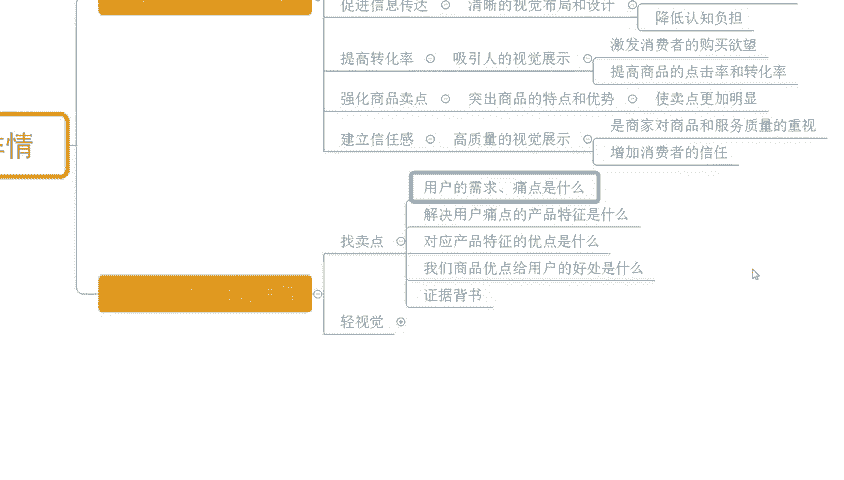 促进信息传达
清晰的视觉布局和设计
降低认知负担
提高转化率
吸引人的视觉展示
激发消费者的购买欲望
提高商品的点击率和转化率
强化商品卖点
突出商品的特点和优势
使卖点更加明显
建立信任感
高质量的视觉展示
是商家对商品和服务质量的重视
增加消费者的信任
情
找卖点
用户的需求、痛点是什么
解决用户痛点的产品特征是什么
对应产品特征的优点是什么
我们商品优点给用户的好处是什么
证据背书
轻视觉